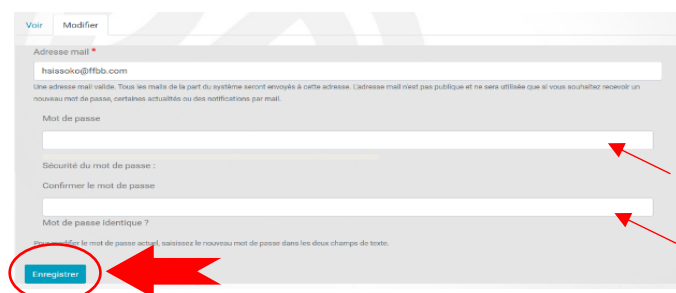 Voir Modifier
Adresse mail *
hsissoko@ffbb.com
Une adresse mail valide. Tous les mails de la part du système seront envoyés à cette adresse. L'adresse mail n'est pas publique et ne sera utilisée que si vous souhaitez recevoir un
nouveau mot de passe, certaines actualités ou des notifications par mail.
Mot de passe
Sécurité du mot de passe :
Confirmer le mot de passe
Mot de passe identique ?
Pour modifier le mot de passe actuel, saisissez le nouveau mot de passe dans les deux champs de texte.
Enregistrer